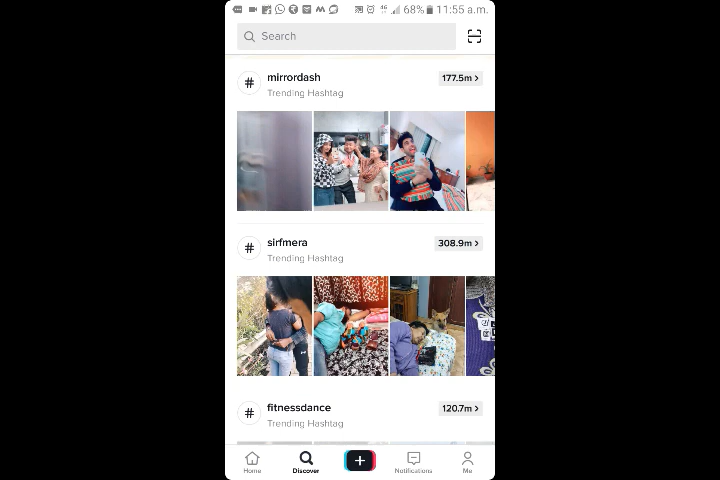 68% 11:55 a.m.
Search
mirrordash
177.5m >
Trending Hashtag
sirfmera
308.9m >
Trending Hashtag
fitnessdance
120.7m >
Trending Hashtag
Home
Discover
Notifications
Me